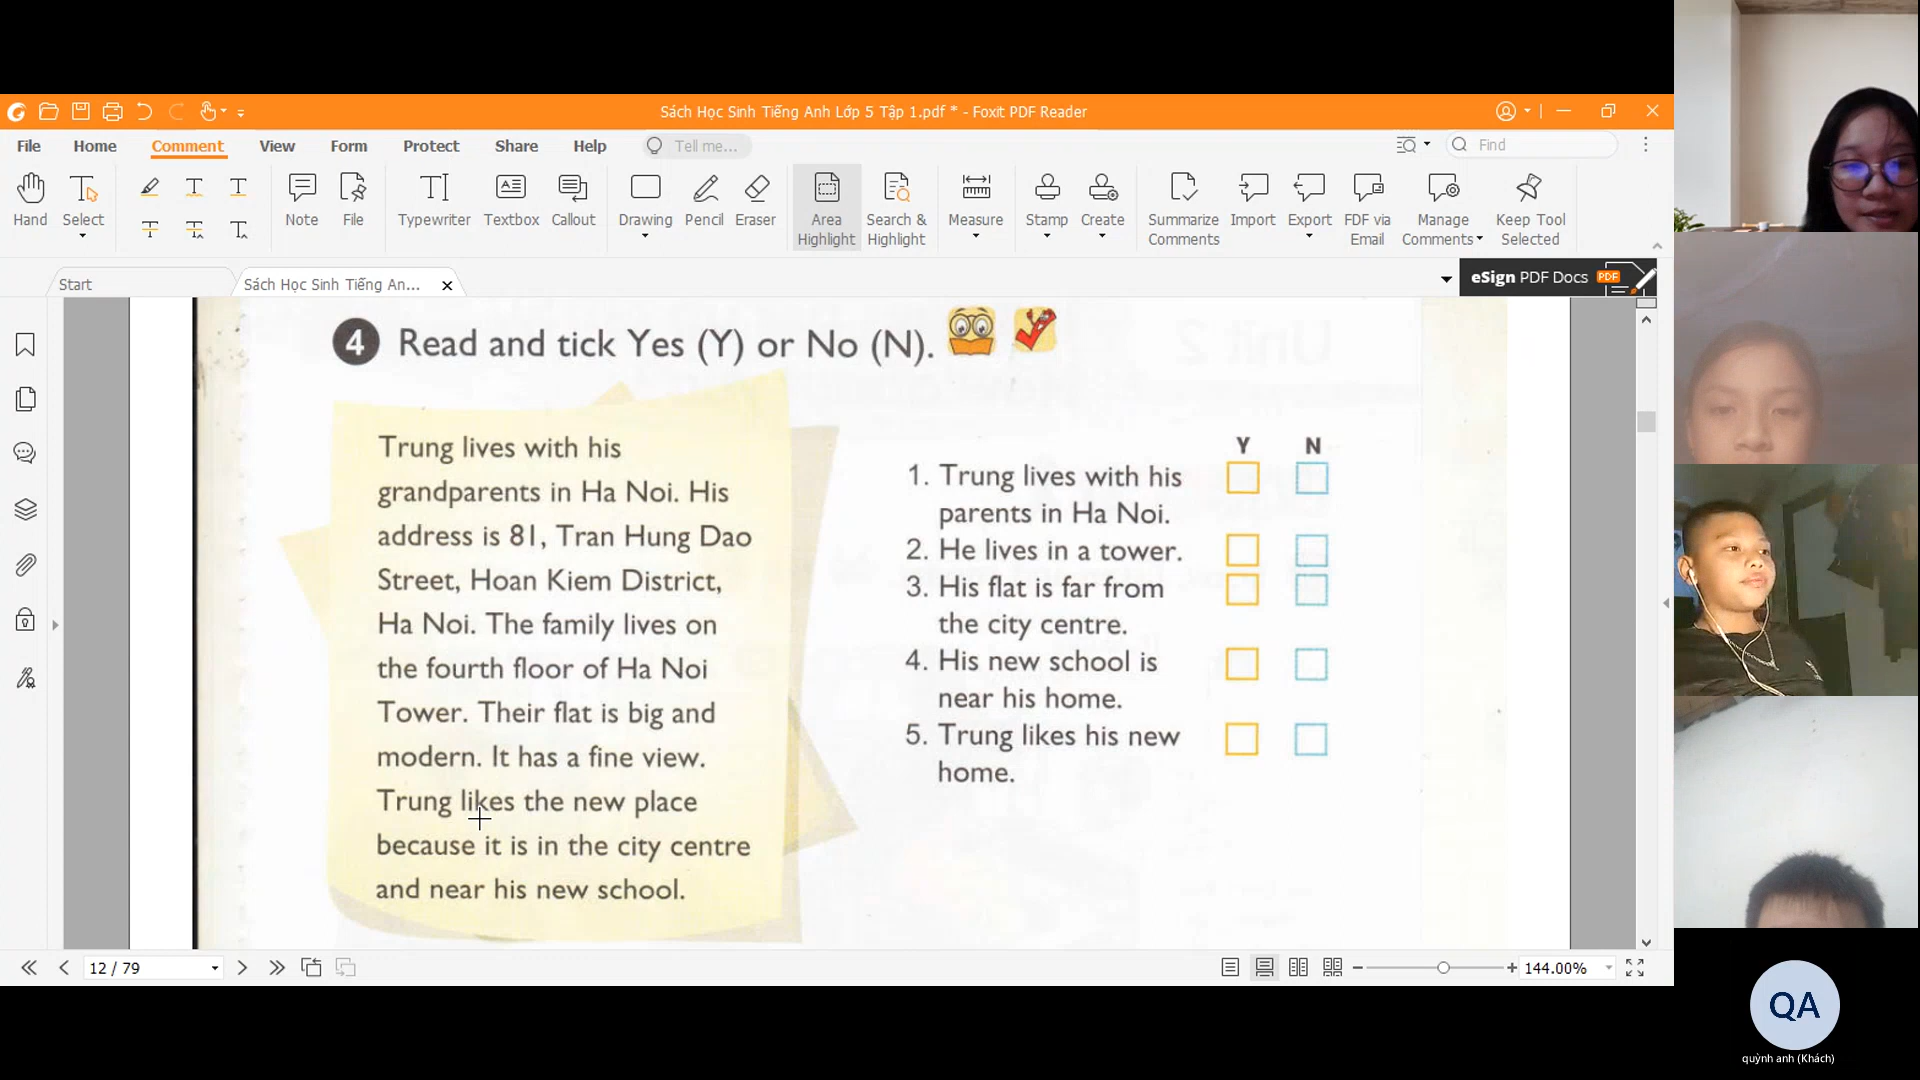 Sách Học Sinh Tiếng Anh Lớp 5 Tập 1.pdf * - Foxit PDF Reader
File Home Comment View Form Protect Share Help Tell me... Find
Hand Select Note File Typewriter Textbox Callout Drawing Pencil Eraser Area Highlight Search & Highlight Measure Stamp Create Summarize Comments Import Export FDF via Email Manage Comments Keep Tool Selected
Start Sách Học Sinh Tiếng An... eSign PDF Docs PDF
4 Read and tick Yes (Y) or No (N).
Trung lives with his
grandparents in Ha Noi. His
address is 81, Tran Hung Dao
Street, Hoan Kiem District,
Ha Noi. The family lives on
the fourth floor of Ha Noi
Tower. Their flat is big and
modern. It has a fine view.
Trung likes the new place
because it is in the city centre
and near his new school.
Y N
1. Trung lives with his
parents in Ha Noi.
2. He lives in a tower.
3. His flat is far from
the city centre.
4. His new school is
near his home.
5. Trung likes his new
home.
12 / 79
144.00%
QA
quỳnh anh (Khách)